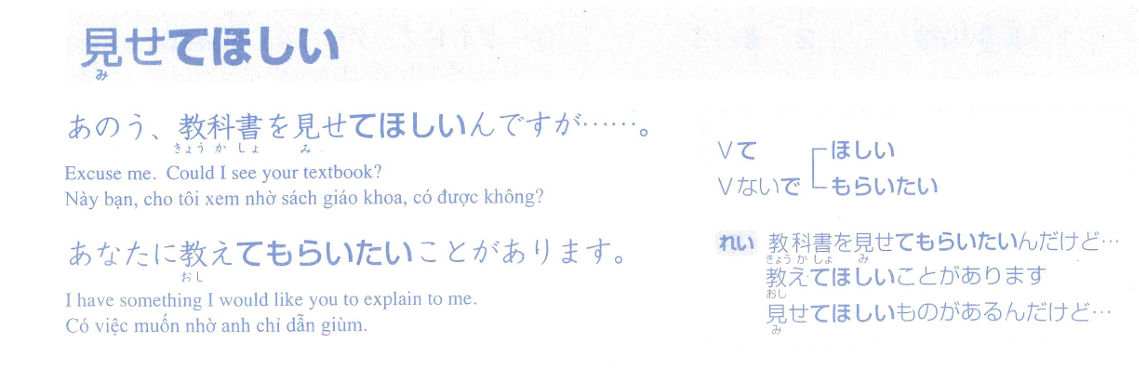 見せてほしい
み
あのう、教科書を見せてほしいんですが……。
きょう か しょ み
Excuse me. Could I see your textbook?
Này bạn, cho tôi xem nhờ sách giáo khoa, có được không?
あなたに教えてもらいたいことがあります。
おし
I have something I would like you to explain to me.
Có việc muốn nhờ anh chỉ dẫn giùm.
Vて ほしい
Vないで もらいたい
れい 教科書を見せてもらいたいんだけど…
きょう か しょ み
教えてほしいことがあります
おし
見せてほしいものがあるんだけど…
み